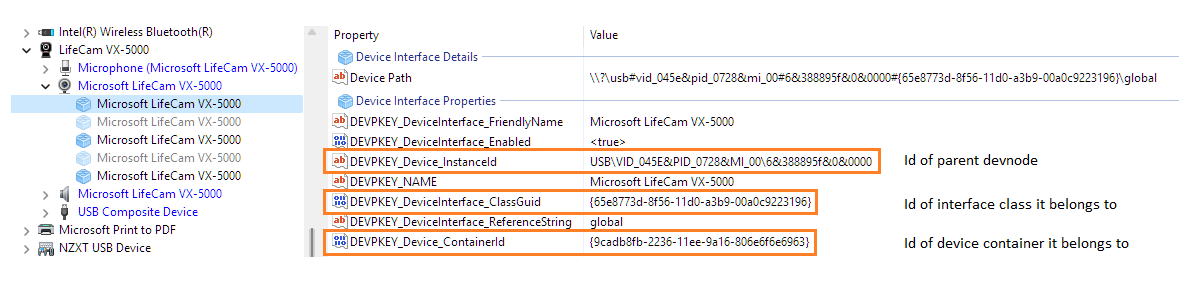 Intel(R) Wireless Bluetooth(R)
LifeCam VX-5000
Microphone (Microsoft LifeCam VX-5000)
Microsoft LifeCam VX-5000
Microsoft LifeCam VX-5000
Microsoft LifeCam VX-5000
Microsoft LifeCam VX-5000
Microsoft LifeCam VX-5000
Microsoft LifeCam VX-5000
Microsoft LifeCam VX-5000
USB Composite Device
Microsoft Print to PDF
NZXT USB Device
Property Value
Device Interface Details
Device Path \\?\usb#vid_045e&pid_0728&mi_00#6&388895f&0&0000#{65e8773d-8f56-11d0-a3b9-00a0c9223196}\global
Device Interface Properties
DEVPKEY_DeviceInterface_FriendlyName Microsoft LifeCam VX-5000
DEVPKEY_DeviceInterface_Enabled <true>
DEVPKEY_Device_InstanceId USB\VID_045E&PID_0728&MI_00\6&388895f&0&0000 Id of parent devnode
DEVPKEY_NAME Microsoft LifeCam VX-5000
DEVPKEY_DeviceInterface_ClassGuid {65e8773d-8f56-11d0-a3b9-00a0c9223196} Id of interface class it belongs to
DEVPKEY_DeviceInterface_ReferenceString global
DEVPKEY_Device_ContainerId {9cadb8fb-2236-11ee-9a16-806e6f6e6963} Id of device container it belongs to